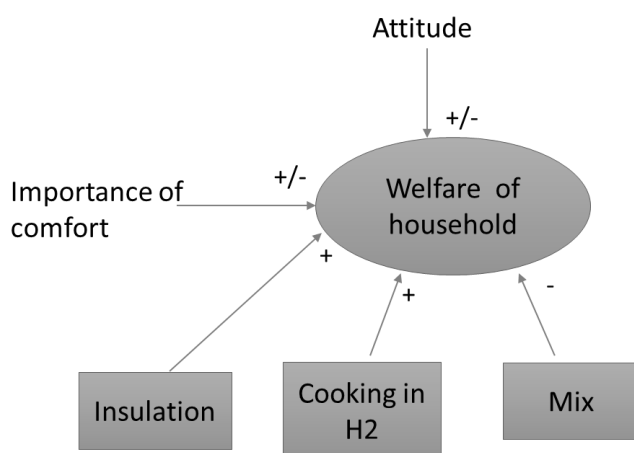 Attitude
+/-
+/-
Importance of
comfort
Welfare of
household
+
+
-
Insulation
Cooking in
H2
Mix